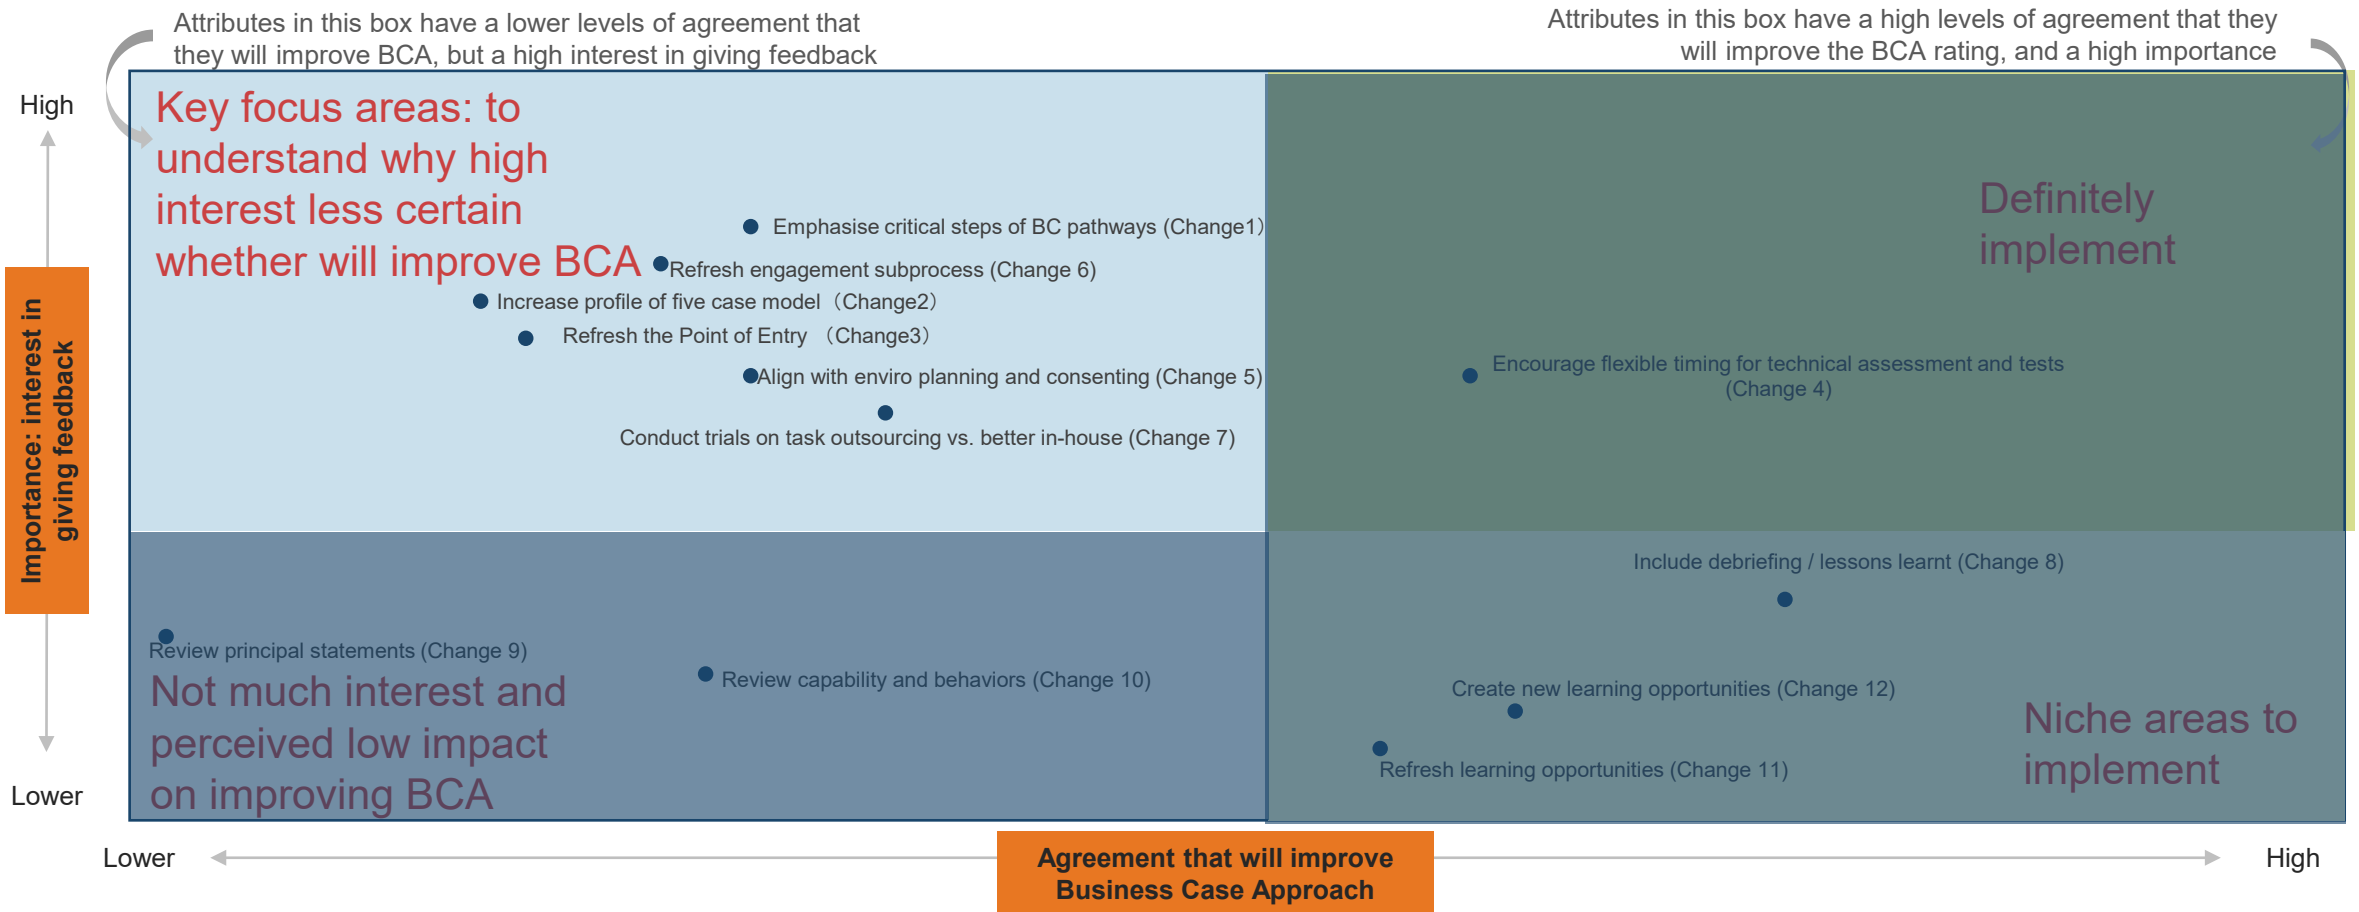 Attributes in this box have a lower levels of agreement that
they will improve BCA, but a high interest in giving feedback
Attributes in this box have a high levels of agreement that they
will improve the BCA rating, and a high importance
High
Key focus areas: to
understand why high
interest less certain
whether will improve BCA
Definitely
implement
Emphasise critical steps of BC pathways (Change1)
Refresh engagement subprocess (Change 6)
Increase profile of five case model（Change2）
Refresh the Point of Entry （Change3）
Align with enviro planning and consenting (Change 5)
Encourage flexible timing for technical assessment and tests
(Change 4)
Conduct trials on task outsourcing vs. better in-house (Change 7)
Importance: interest in
giving feedback
Include debriefing / lessons learnt (Change 8)
Review principal statements (Change 9)
Review capability and behaviors (Change 10)
Not much interest and
perceived low impact
on improving BCA
Create new learning opportunities (Change 12)
Refresh learning opportunities (Change 11)
Niche areas to
implement
Lower
Lower
Agreement that will improve
Business Case Approach
High